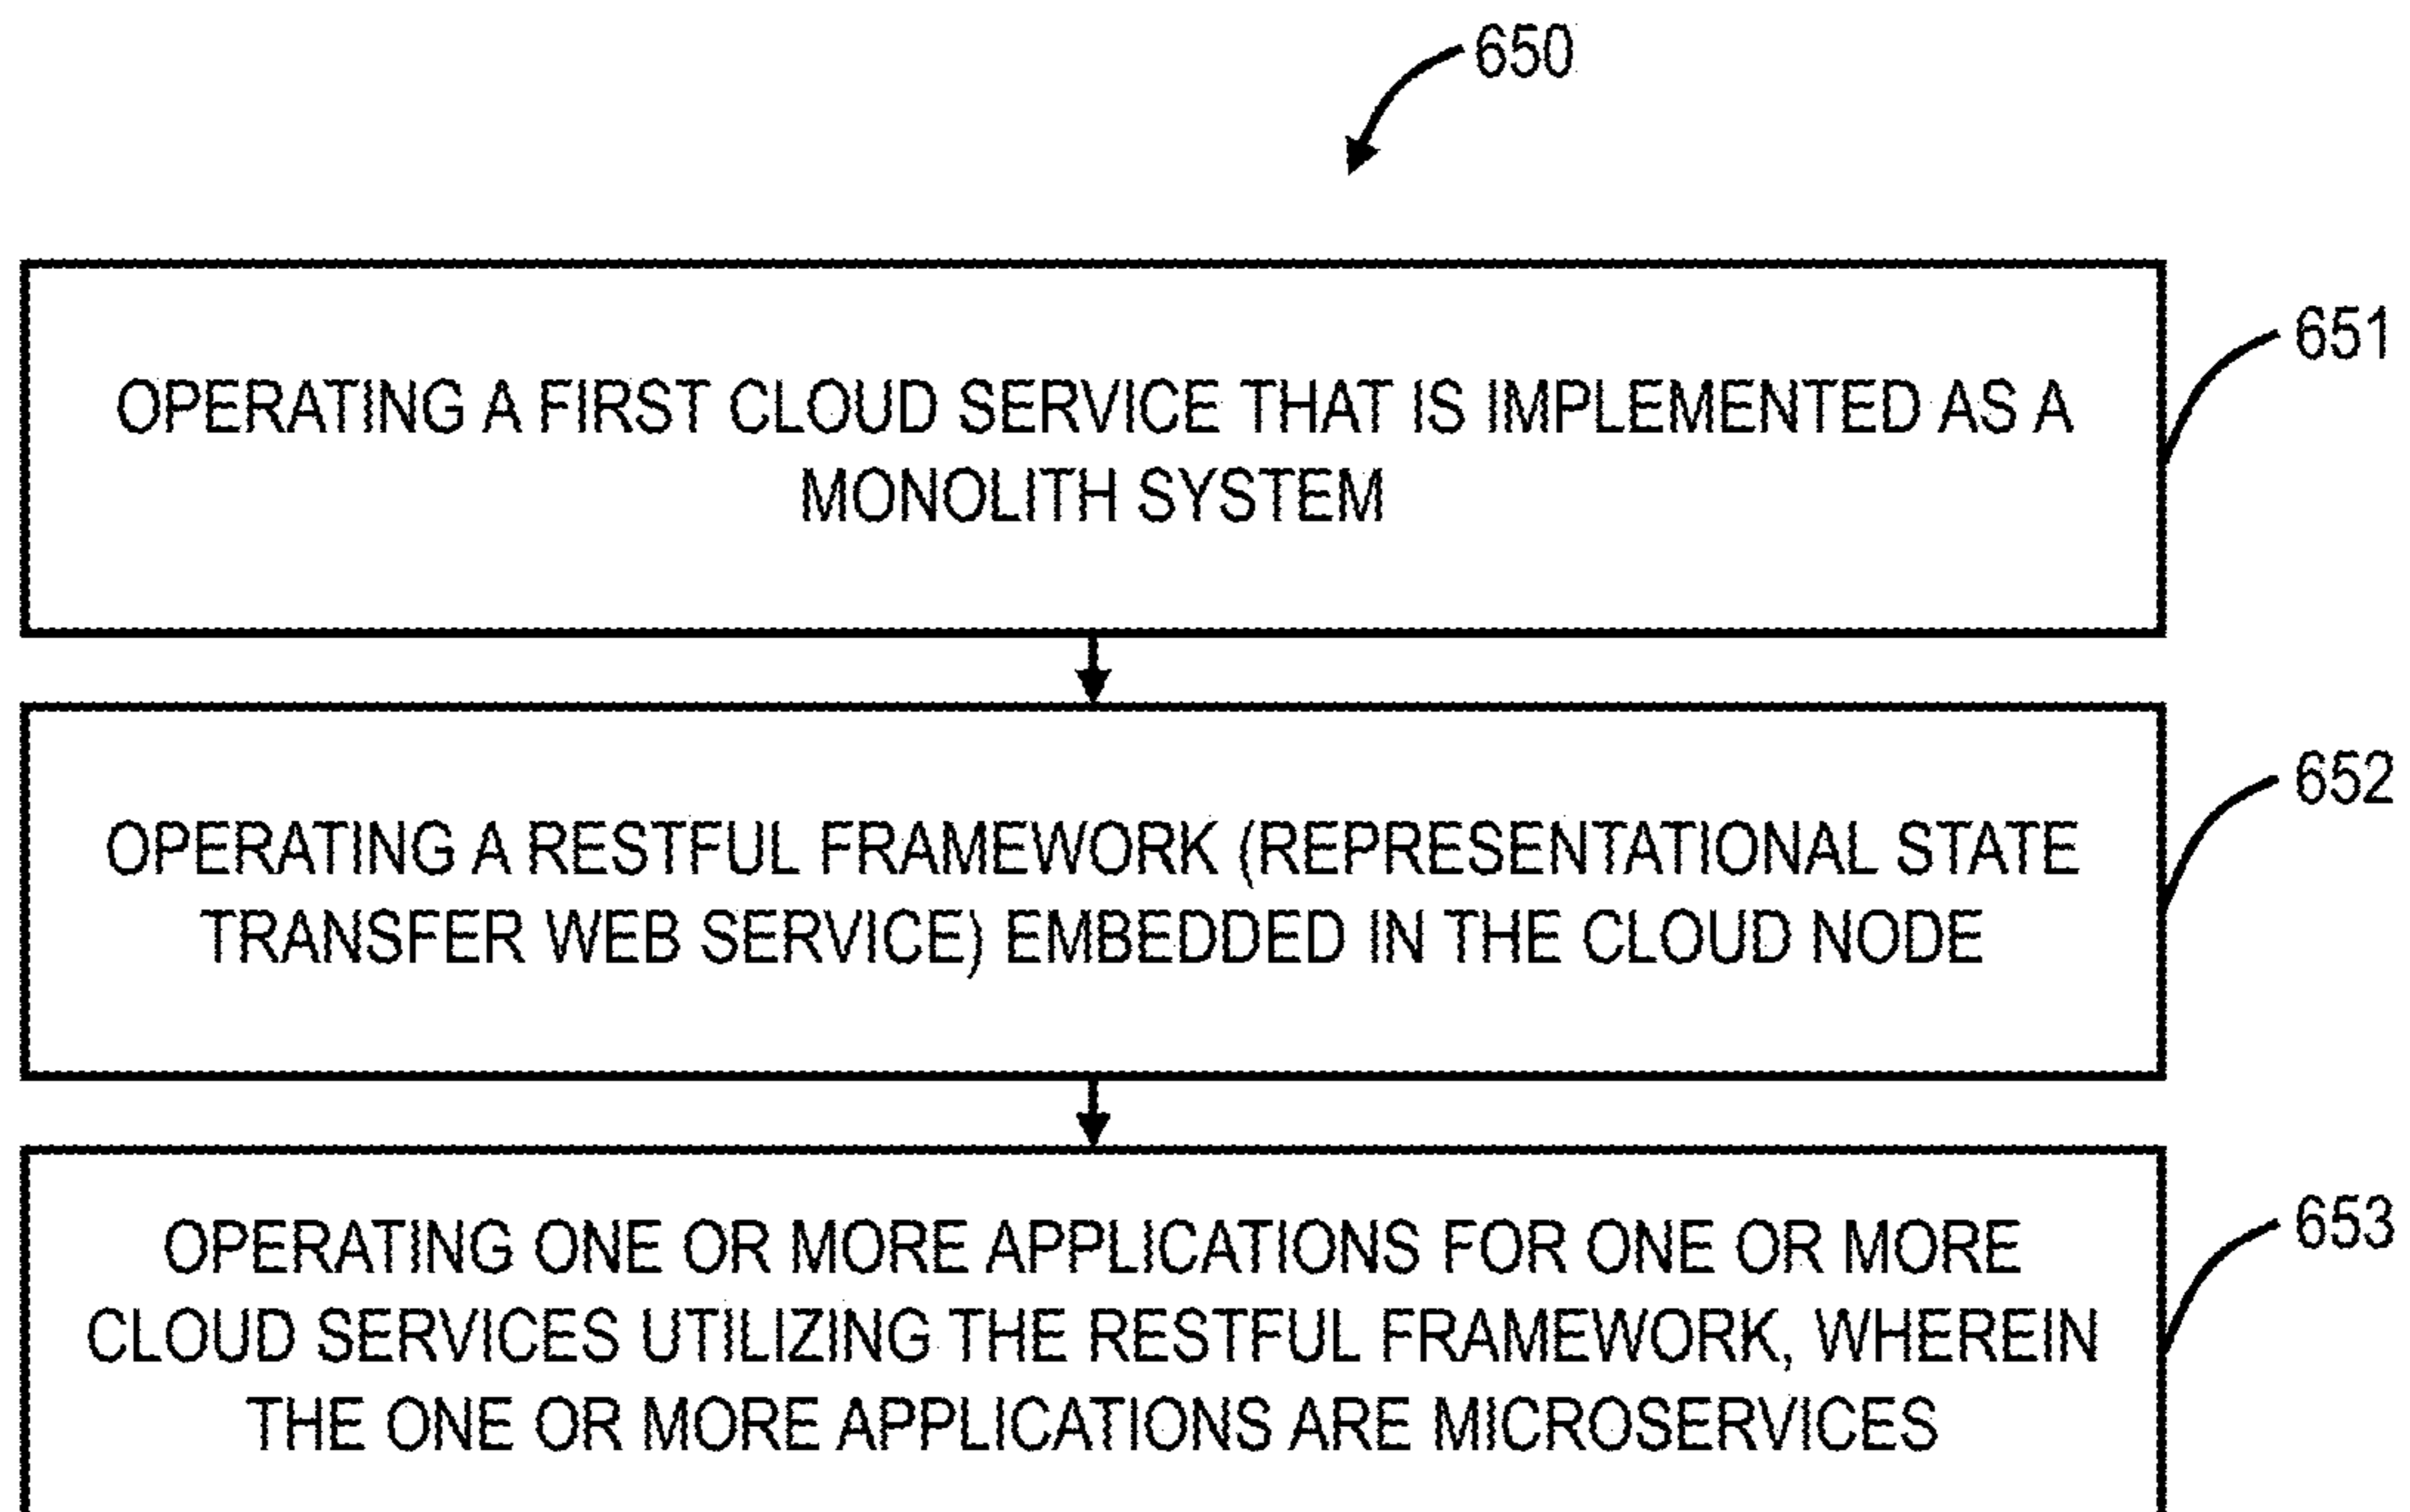 650
OPERATING A FIRST CLOUD SERVICE THAT IS IMPLEMENTED AS A
MONOLITH SYSTEM
651
OPERATING A RESTFUL FRAMEWORK (REPRESENTATIONAL STATE
TRANSFER WEB SERVICE) EMBEDDED IN THE CLOUD NODE
652
OPERATING ONE OR MORE APPLICATIONS FOR ONE OR MORE
CLOUD SERVICES UTILIZING THE RESTFUL FRAMEWORK, WHEREIN
THE ONE OR MORE APPLICATIONS ARE MICROSERVICES
653